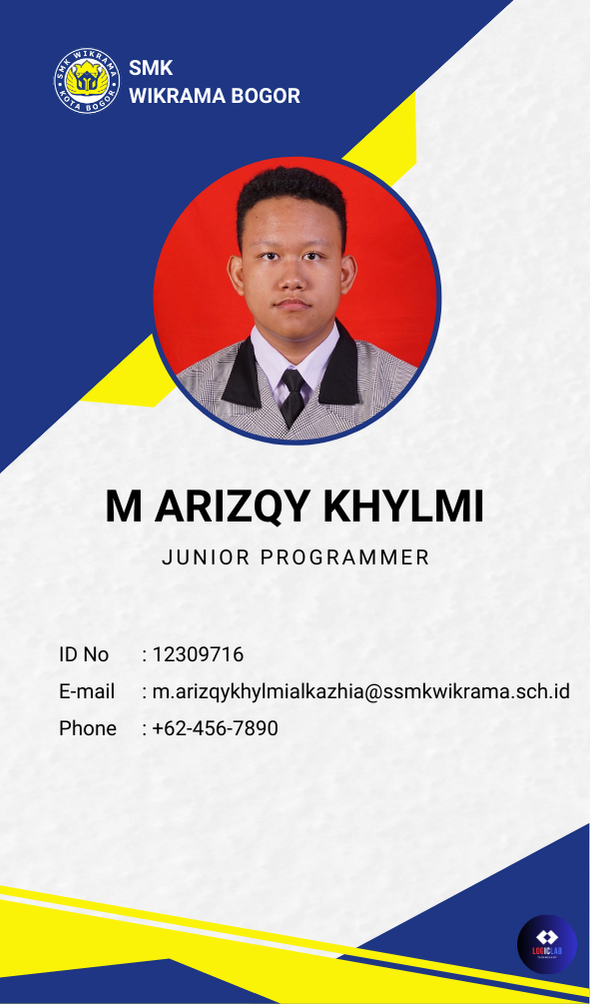 SMK WIKRAMA
KOTA BOGOR
SMK
WIKRAMA BOGOR
M ARIZQY KHYLMI
JUNIOR PROGRAMMER
ID No : 12309716
E-mail : m.arizqykhylmialkazhia@ssmkwikrama.sch.id
Phone : +62-456-7890
LOGICLAB